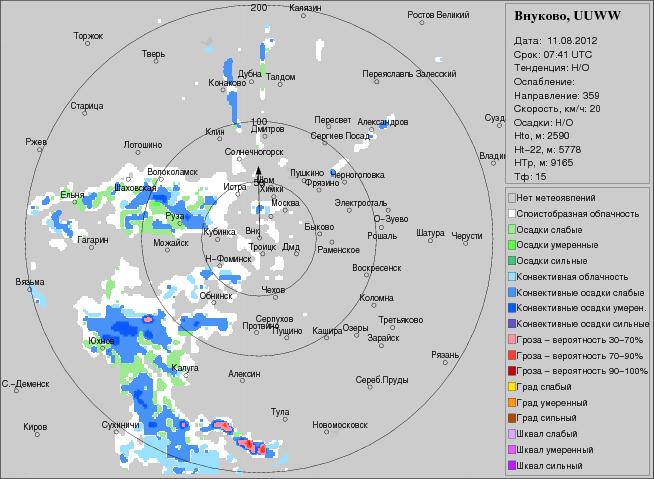 Внуково, UUWW
Дата: 11.08.2012
Срок: 07:41 UTC
Тенденция: Н/О
Ослабление:
Направление: 359
Скорость, км/ч: 20
Осадки: Н/О
Hto, м: 2590
Ht−22, м: 5778
HTp, м: 9165
Тф: 15
Нет метеоявлений
Слоистобразная облачность
Осадки слабые
Осадки умеренные
Осадки сильные
Конвективная облачность
Конвективные осадки слабые
Конвективные осадки умерен.
Конвективные осадки сильные
Гроза − вероятность 30−70%
Гроза − вероятность 70−90%
Гроза − вероятность 90−100%
Град слабый
Град умеренный
Град сильный
Шквал слабый
Шквал умеренный
Шквал сильный
200
Калязин
Ростов Великий
Торжок
Тверь
Дубна
Талдом
Конаково
Переяславль Залесский
Старица
100
Пересвет
Александров
Сузд
Клин
Дмитров
Сергиев Посад
Ржев
Лотошино
Солнечногорск
Владим
Волоколамск
Пушкино
Черноголовка
Шаховская
Истра
Химки
Фрязино
Ельня
Москва
Электросталь
Руза
О−Зуево
Кубинка
Внк
Быково
Рошаль
Шатура
Черусти
Гагарин
Можайск
Троицк
Дмд
Раменское
Н−Фоминск
Воскресенск
Вязьма
Обнинск
Чехов
Коломна
Серпухов
Третьяково
Протвино
Пущино
Кашира
Озеры
Зарайск
Юхнов
Рязань
Калуга
Алексин
Сереб.Пруды
С.−Деменск
Тула
Киров
Сухиничи
Новомосковск